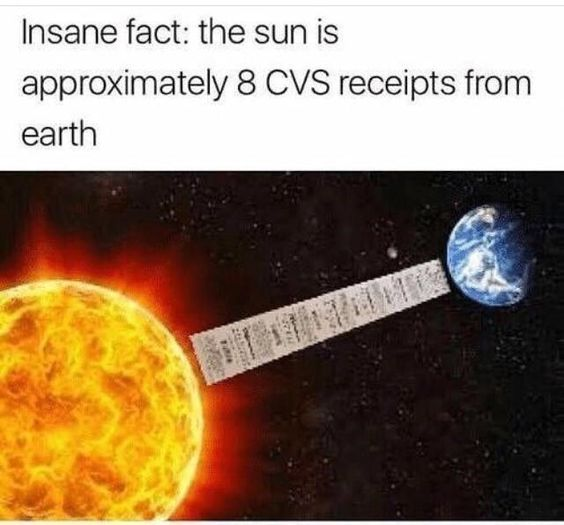 Insane fact: the sun is
approximately 8 CVS receipts from
earth